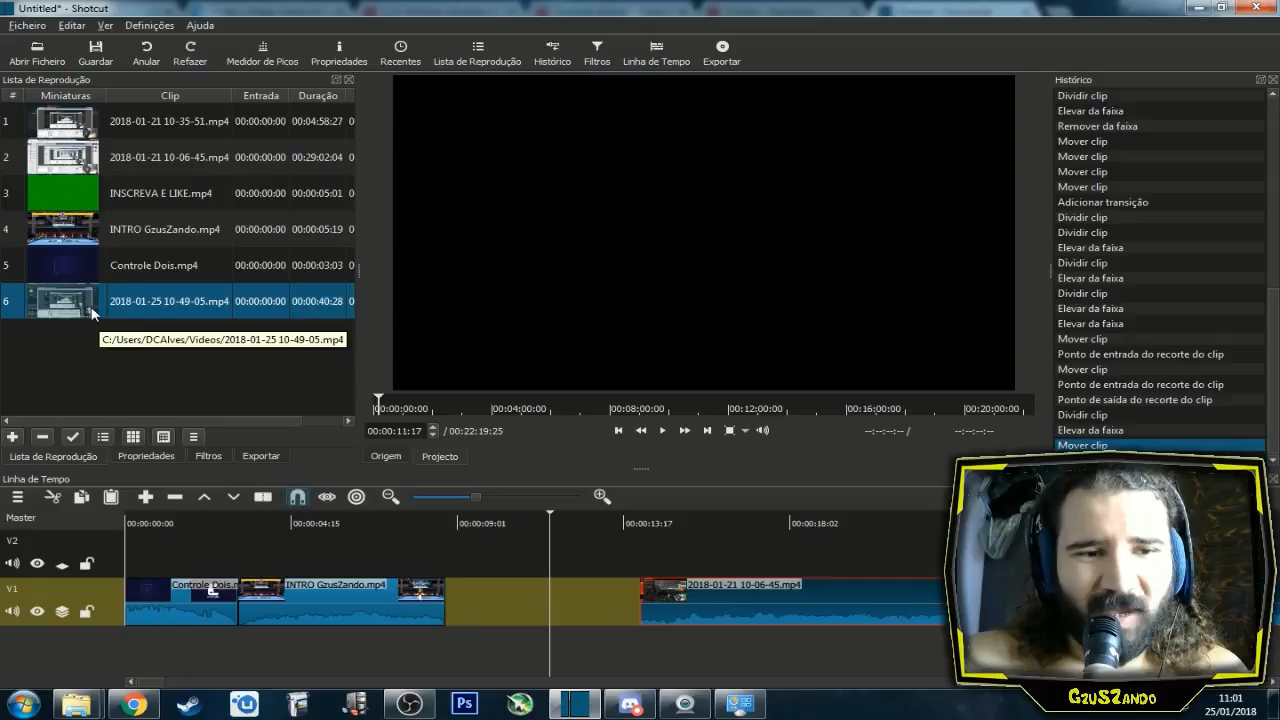 Untitled* - Shotcut
Ficheiro Editar Ver Definições Ajuda
Abrir Ficheiro Guardar Anular Refazer Medidor de Picos Propriedades Recentes Lista de Reprodução Histórico Filtros Linha de Tempo Exportar
Lista de Reprodução
# Miniaturas Clip Entrada Duração
1 2018-01-21 10-35-51.mp4 00:00:00:00 00:04:58:27 0
2 2018-01-21 10-06-45.mp4 00:00:00:00 00:29:02:04 0
3 INSCREVA E LIKE.mp4 00:00:00:00 00:00:05:01 0
4 INTRO GzusZando.mp4 00:00:00:00 00:00:05:19 0
5 Controle Dois.mp4 00:00:00:00 00:00:03:03 0
6 2018-01-25 10-49-05.mp4 00:00:00:00 00:00:40:28 0
C:/Users/DCAlves/Videos/2018-01-25 10-49-05.mp4
Lista de Reprodução Propriedades Filtros Exportar
00:00:00:00 00:04:00:00 00:08:00:00 00:12:00:00 00:16:00:00 00:20:00:00
00:00:11:17 / 00:22:19:25 --:--:--:-- / --:--:--:--
Origem Projecto
Histórico
Dividir clip
Elevar da faixa
Remover da faixa
Mover clip
Mover clip
Mover clip
Mover clip
Adicionar transição
Dividir clip
Dividir clip
Elevar da faixa
Dividir clip
Elevar da faixa
Dividir clip
Elevar da faixa
Elevar da faixa
Mover clip
Ponto de entrada do recorte do clip
Mover clip
Ponto de entrada do recorte do clip
Ponto de saída do recorte do clip
Dividir clip
Elevar da faixa
Mover clip
Linha de Tempo
Master 00:00:00:00 00:00:04:15 00:00:09:01 00:00:13:17 00:00:18:02
V2
V1 Controle Dois.m INTRO GzusZando.mp4 2018-01-21 10-06-45.mp4
GzuSZando
Ps
11:01
25/01/2018